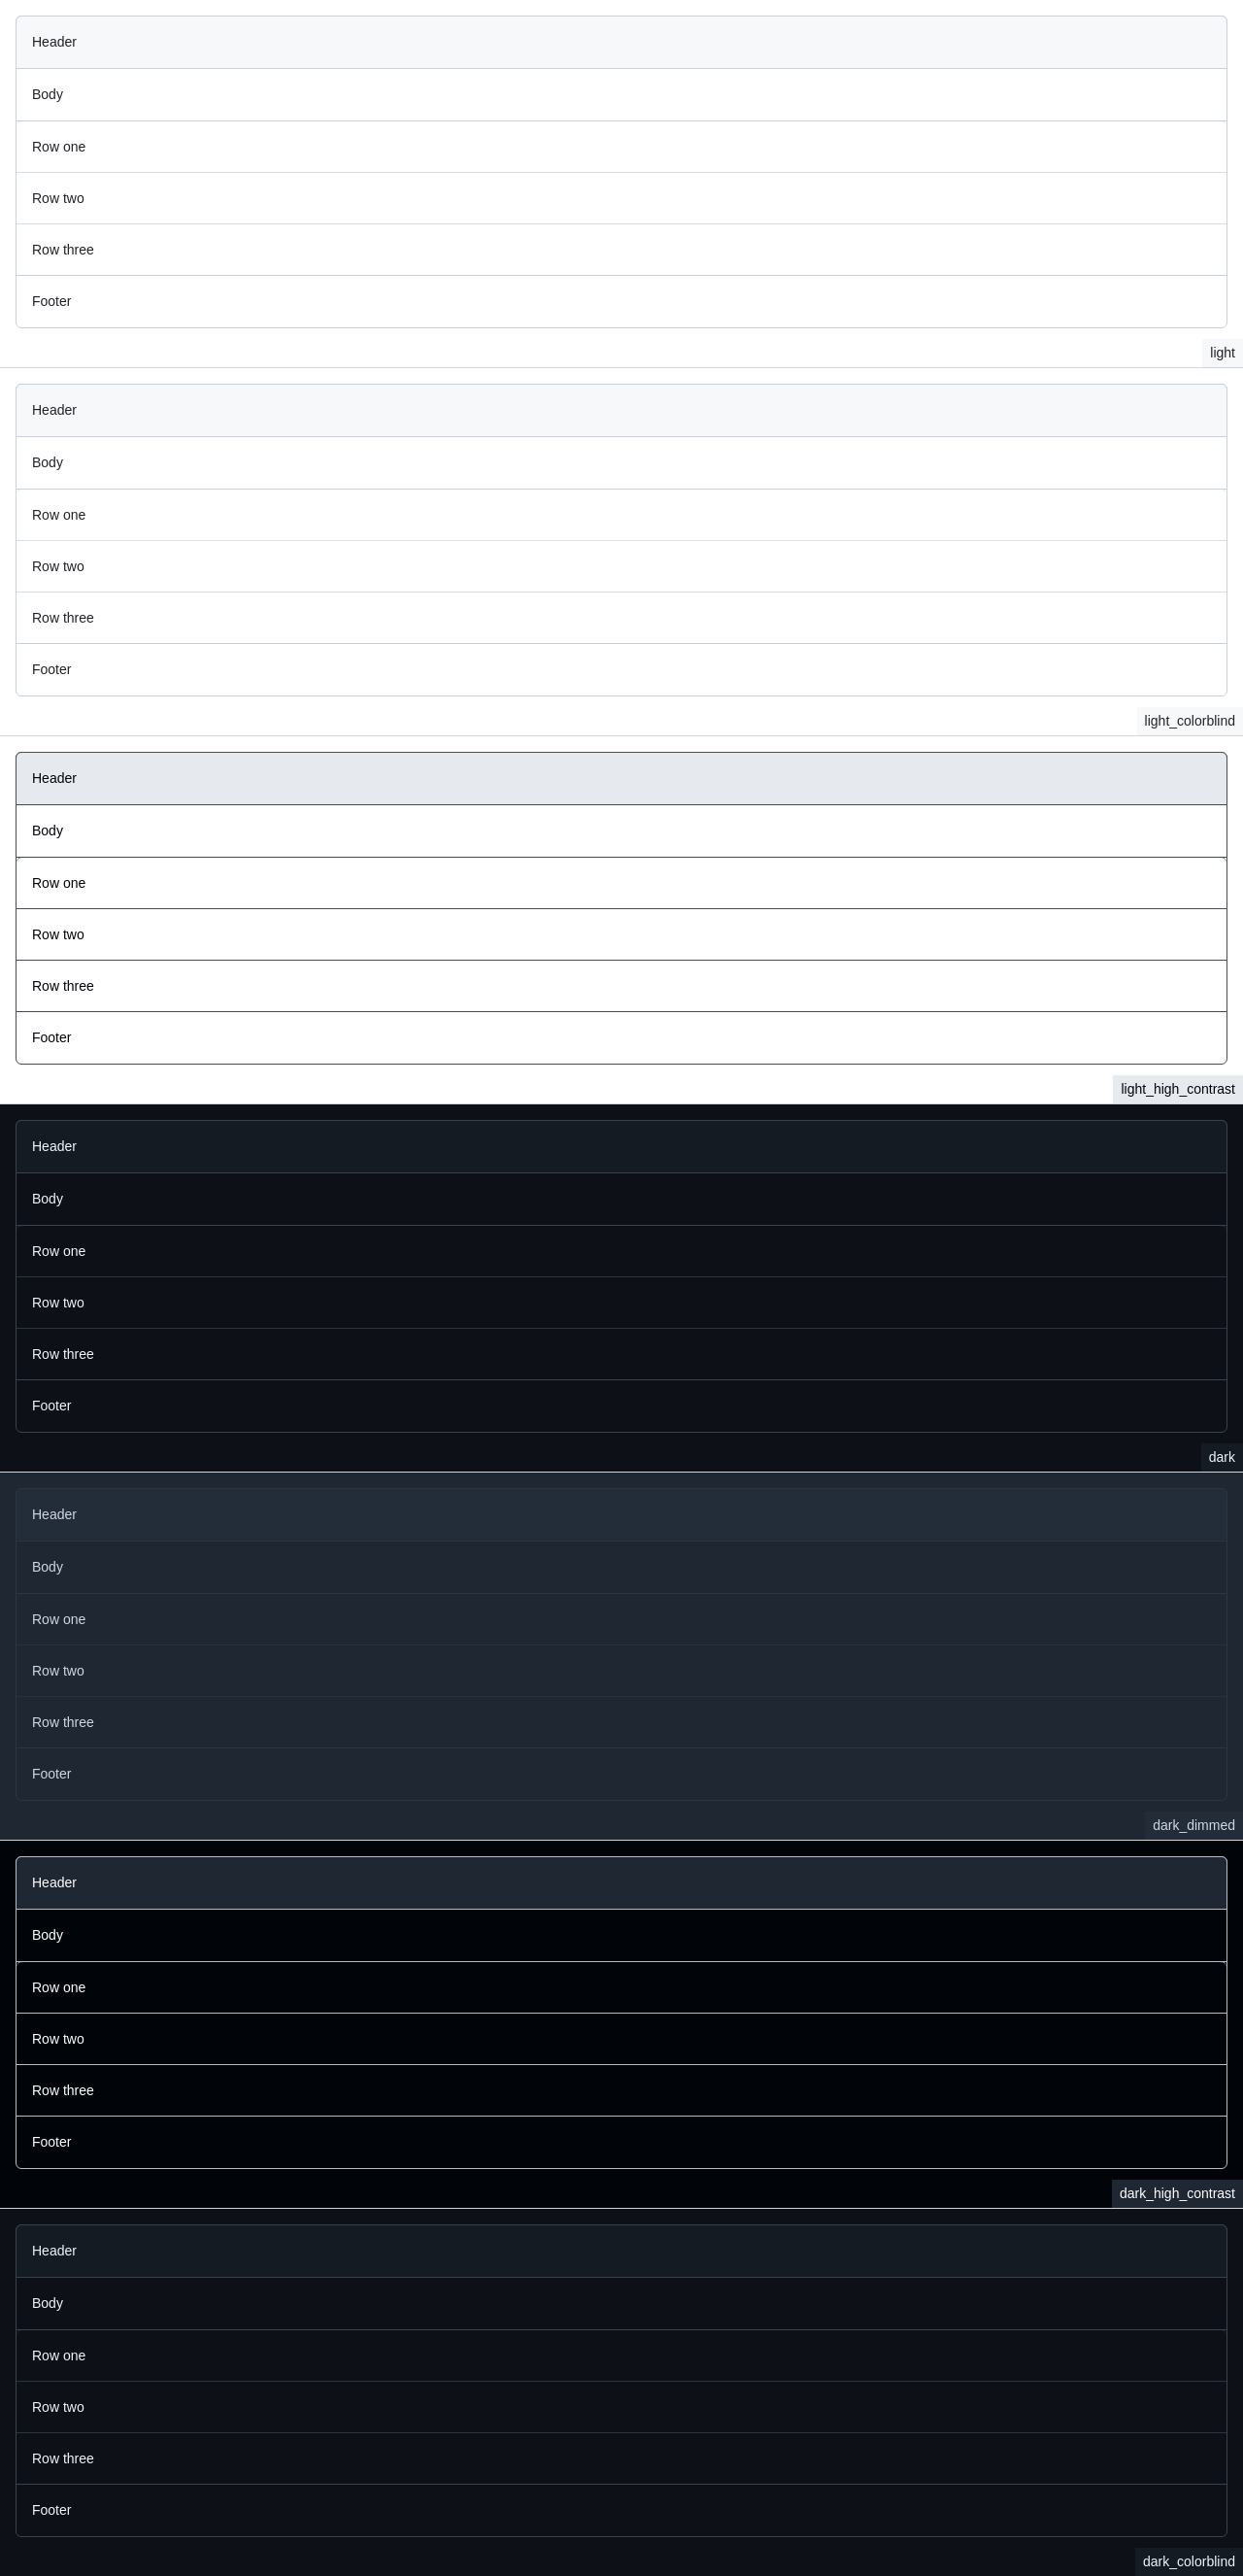 Header
Body
Row one
Row two
Row three
Footer
light
Header
Body
Row one
Row two
Row three
Footer
light_colorblind
Header
Body
Row one
Row two
Row three
Footer
light_high_contrast
Header
Body
Row one
Row two
Row three
Footer
dark
Header
Body
Row one
Row two
Row three
Footer
dark_dimmed
Header
Body
Row one
Row two
Row three
Footer
dark_high_contrast
Header
Body
Row one
Row two
Row three
Footer
dark_colorblind